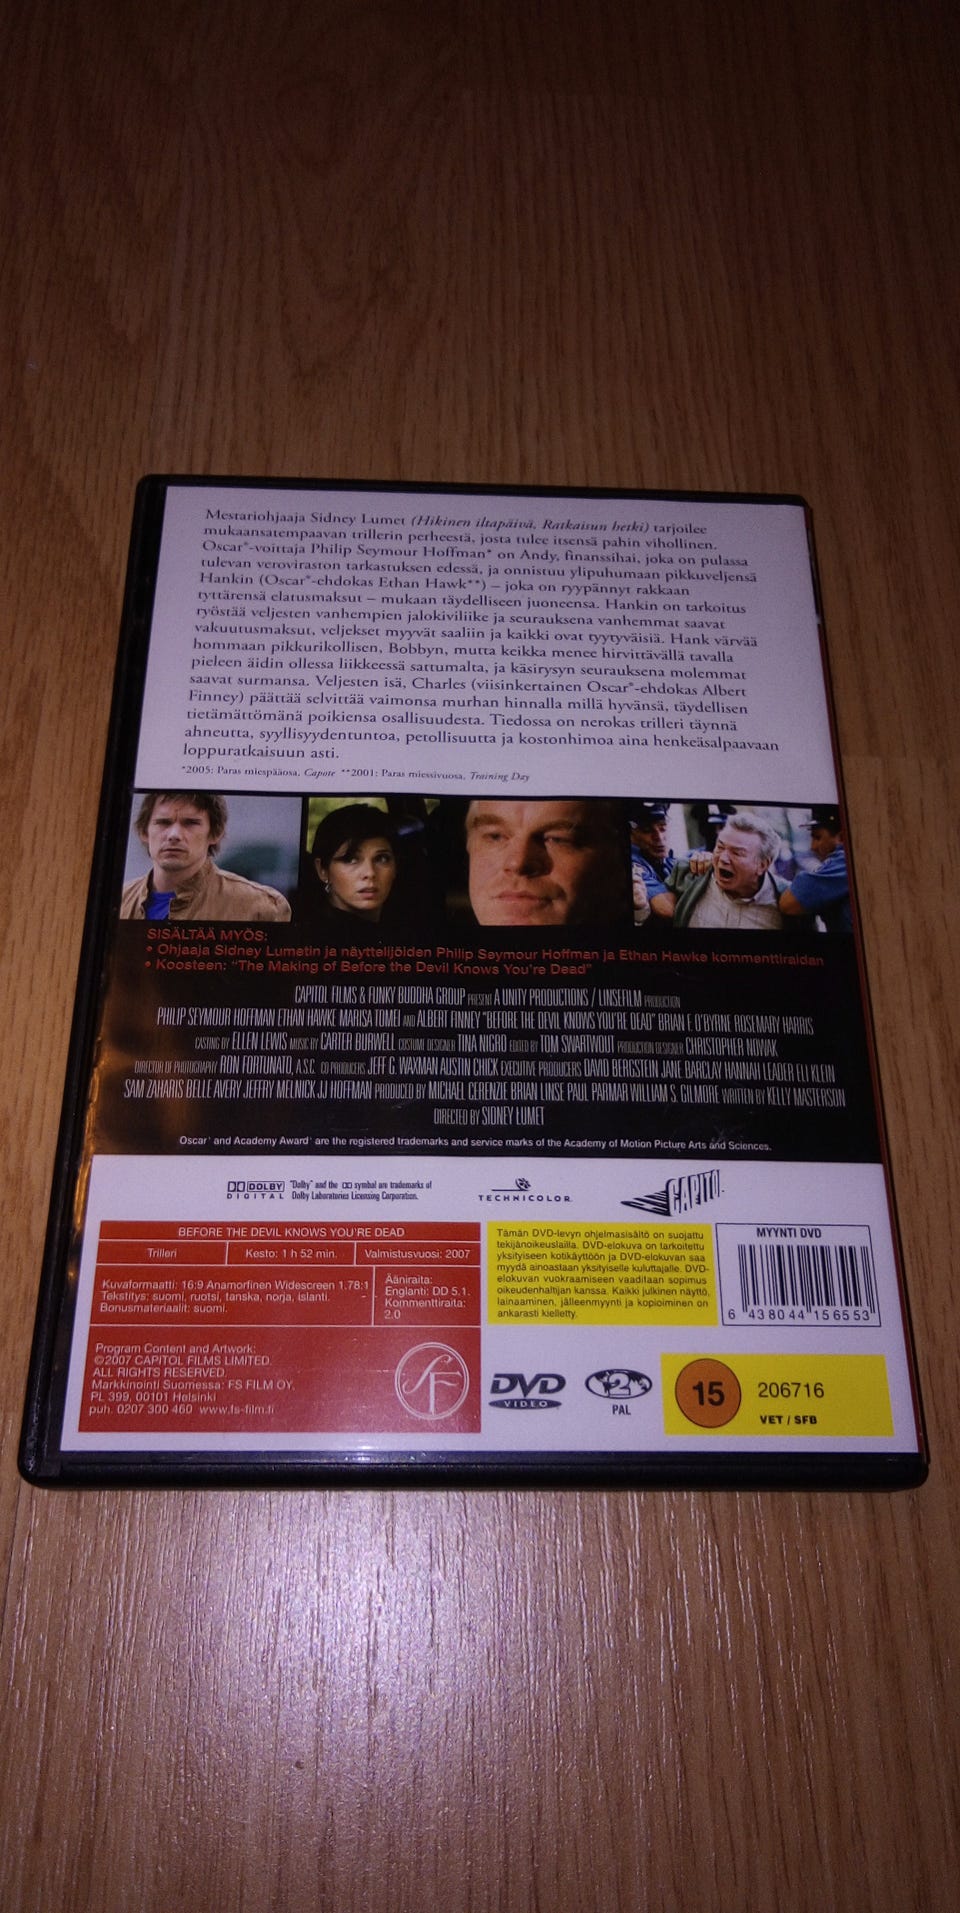 Mestariohjaaja Sidney Lumet (Hikinen iltapäivä, Ratkaisun hetki) tarjoilee
mukaansatempaavan trillerin perheestä, josta tulee itsensä pahin vihollinen.
Oscar®-voittaja Philip Seymour Hoffman* on Andy, finanssihai, joka on pulassa
tulevan veroviraston tarkastuksen edessä, ja onnistuu ylipuhumaan pikkuveljensä
Hankin (Oscar®-ehdokas Ethan Hawk**) – joka on ryypännyt rakkaan
tyttärensä elatusmaksut – mukaan täydelliseen juoneensa. Hankin on tarkoitus
ryöstää veljesten vanhempien jalokiviliike ja seurauksena vanhemmat saavat
vakuutusmaksut, veljekset myyvät saaliin ja kaikki ovat tyytyväisiä. Hank värvää
hommaan pikkurikollisen, Bobbyn, mutta keikka menee hirvittävällä tavalla
pieleen äidin ollessa liikkeessä sattumalta, ja käsirysyn seurauksena molemmat
saavat surmansa. Veljesten isä, Charles (viisinkertainen Oscar®-ehdokas Albert
Finney) päättää selvittää vaimonsa murhan hinnalla millä hyvänsä, täydellisen
tietämättömänä poikiensa osallisuudesta. Tiedossa on nerokas trilleri täynnä
ahneutta, syyllisyydentuntoa, petollisuutta ja kostonhimoa aina henkeäsalpaavaan
loppuratkaisuun asti.
*2005: Paras miespääosa, Capote **2001: Paras miessivuosa, Training Day
SISÄLTÄÄ MYÖS:
• Ohjaaja Sidney Lumetin ja näyttelijöiden Philip Seymour Hoffman ja Ethan Hawke kommenttiraidan
• Koosteen: "The Making of Before the Devil Knows You're Dead"
CAPITOL FILMS & FUNKY BUDDHA GROUP PRESENT A UNITY PRODUCTIONS / LINSEFILM PRODUCTION
PHILIP SEYMOUR HOFFMAN ETHAN HAWKE MARISA TOMEI AND ALBERT FINNEY "BEFORE THE DEVIL KNOWS YOU'RE DEAD" BRIAN F. O'BYRNE ROSEMARY HARRIS
CASTING BY ELLEN LEWIS MUSIC BY CARTER BURWELL COSTUME DESIGNER TINA NIGRO EDITED BY TOM SWARTWOUT PRODUCTION DESIGNER CHRISTOPHER NOWAK
DIRECTOR OF PHOTOGRAPHY RON FORTUNATO, A.S.C. CO PRODUCERS JEFF G. WAXMAN AUSTIN CHICK EXECUTIVE PRODUCERS DAVID BERGSTEIN JANE BARCLAY HANNAH LEADER ELI KLEIN
SAM ZAHARIS BELLE AVERY JEFFRY MELNICK JJ HOFFMAN PRODUCED BY MICHAEL CERENZIE BRIAN LINSE PAUL PARMAR WILLIAM S. GILMORE WRITTEN BY KELLY MASTERSON
DIRECTED BY SIDNEY LUMET
Oscar® and Academy Award® are the registered trademarks and service marks of the Academy of Motion Picture Arts and Sciences.
DOLBY DIGITAL
"Dolby" and the DD symbol are trademarks of
Dolby Laboratories Licensing Corporation.
TECHNICOLOR®
CAPITOL
BEFORE THE DEVIL KNOWS YOU'RE DEAD
Trilleri Kesto: 1 h 52 min. Valmistusvuosi: 2007
Kuvaformaatti: 16:9 Anamorfinen Widescreen 1.78:1
Tekstitys: suomi, ruotsi, tanska, norja, islanti.
Bonusmateriaalit: suomi.
Ääniraita:
Englanti: DD 5.1.
Kommenttiraita:
2.0
Program Content and Artwork:
©2007 CAPITOL FILMS LIMITED.
ALL RIGHTS RESERVED.
Markkinointi Suomessa: FS FILM OY,
PL 399, 00101 Helsinki
puh. 0207 300 460 www.fs-film.fi
SF
Tämän DVD-levyn ohjelmasisältö on suojattu
tekijänoikeuslailla. DVD-elokuva on tarkoitettu
yksityiseen kotikäyttöön ja DVD-elokuvan saa
myydä ainoastaan yksityiselle kuluttajalle. DVD-
elokuvan vuokraamiseen vaaditaan sopimus
oikeudenhaltijan kanssa. Kaikki julkinen näyttö,
lainaaminen, jälleenmyynti ja kopioiminen on
ankarasti kielletty.
MYYNTI DVD
6 438044 156553
DVD
VIDEO
2
PAL
15
206716
VET / SFB